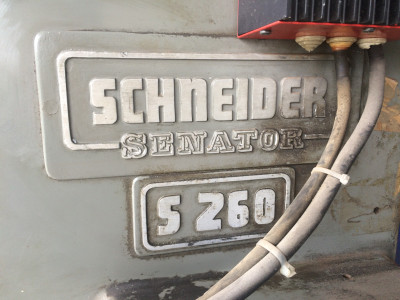 SCHNEIDER
SENATOR
S 260